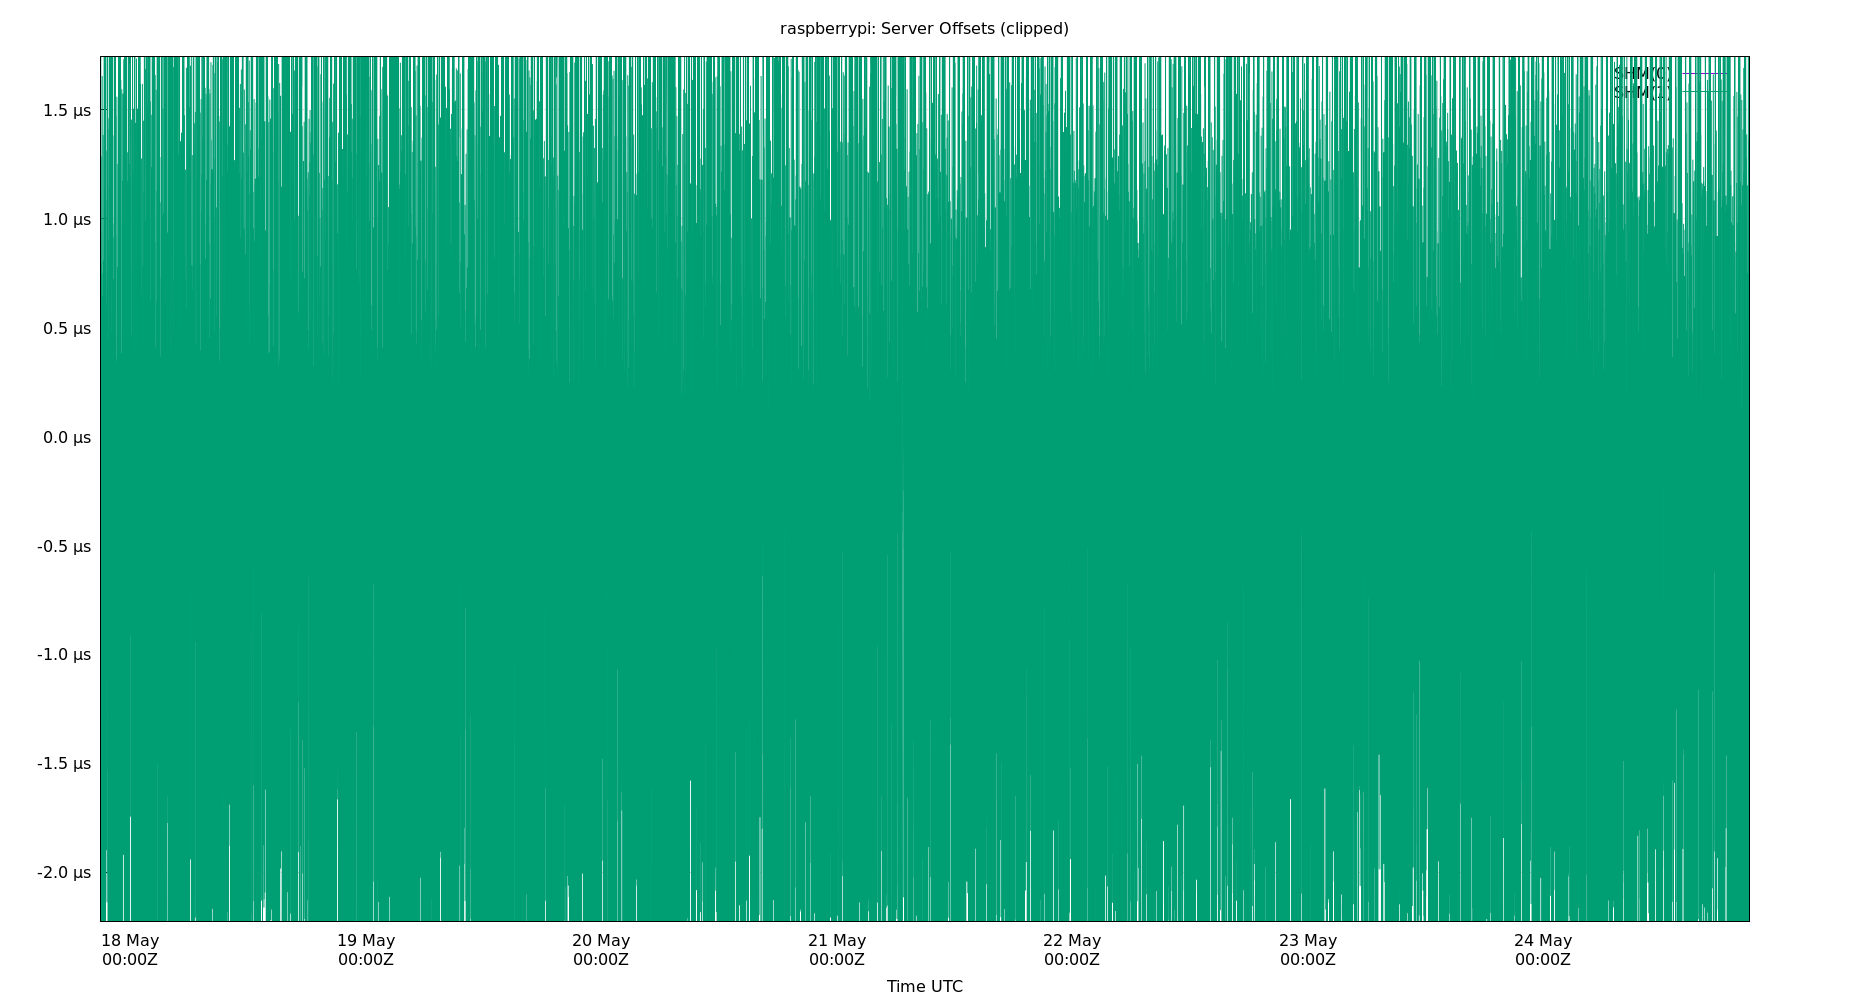 raspberrypi: Server Offsets (clipped)
SHM(0)
1.5 µs
1.0 µs
0.5 µs
0.0 µs
-0.5 µs
-1.0 µs
-1.5 µs
-2.0 µs
18 May 19 May 20 May 21 May 22 May 23 May 24 May
00:00Z 00:00Z 00:00Z 00:00Z 00:00Z 00:00Z 00:00Z
Time UTC